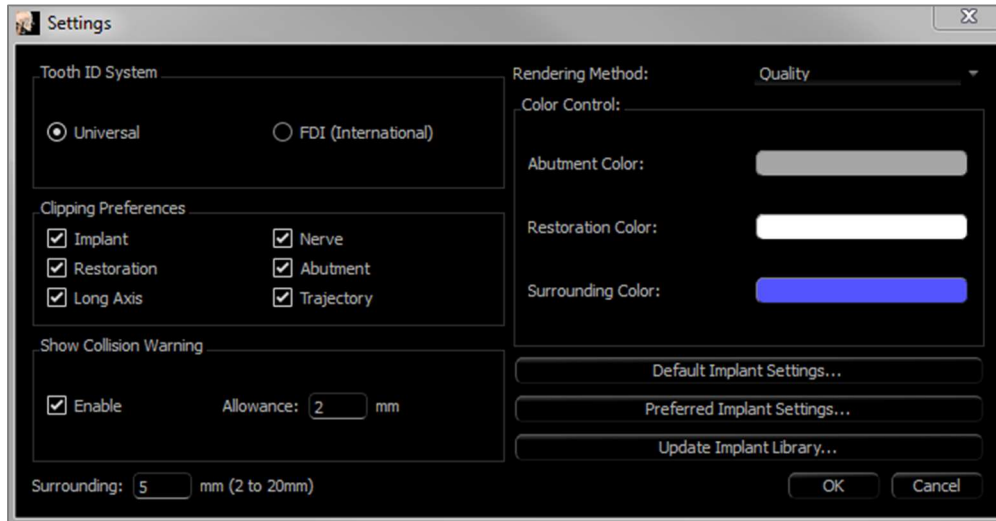 Settings
Tooth ID System
Universal
FDI (International)
Clipping Preferences
Implant
Nerve
Restoration
Abutment
Long Axis
Trajectory
Show Collision Warning
Enable
Allowance: 2 mm
Surrounding: 5 mm (2 to 20mm)
Rendering Method: Quality
Color Control:
Abutment Color:
Restoration Color:
Surrounding Color:
Default Implant Settings...
Preferred Implant Settings...
Update Implant Library...
OK
Cancel